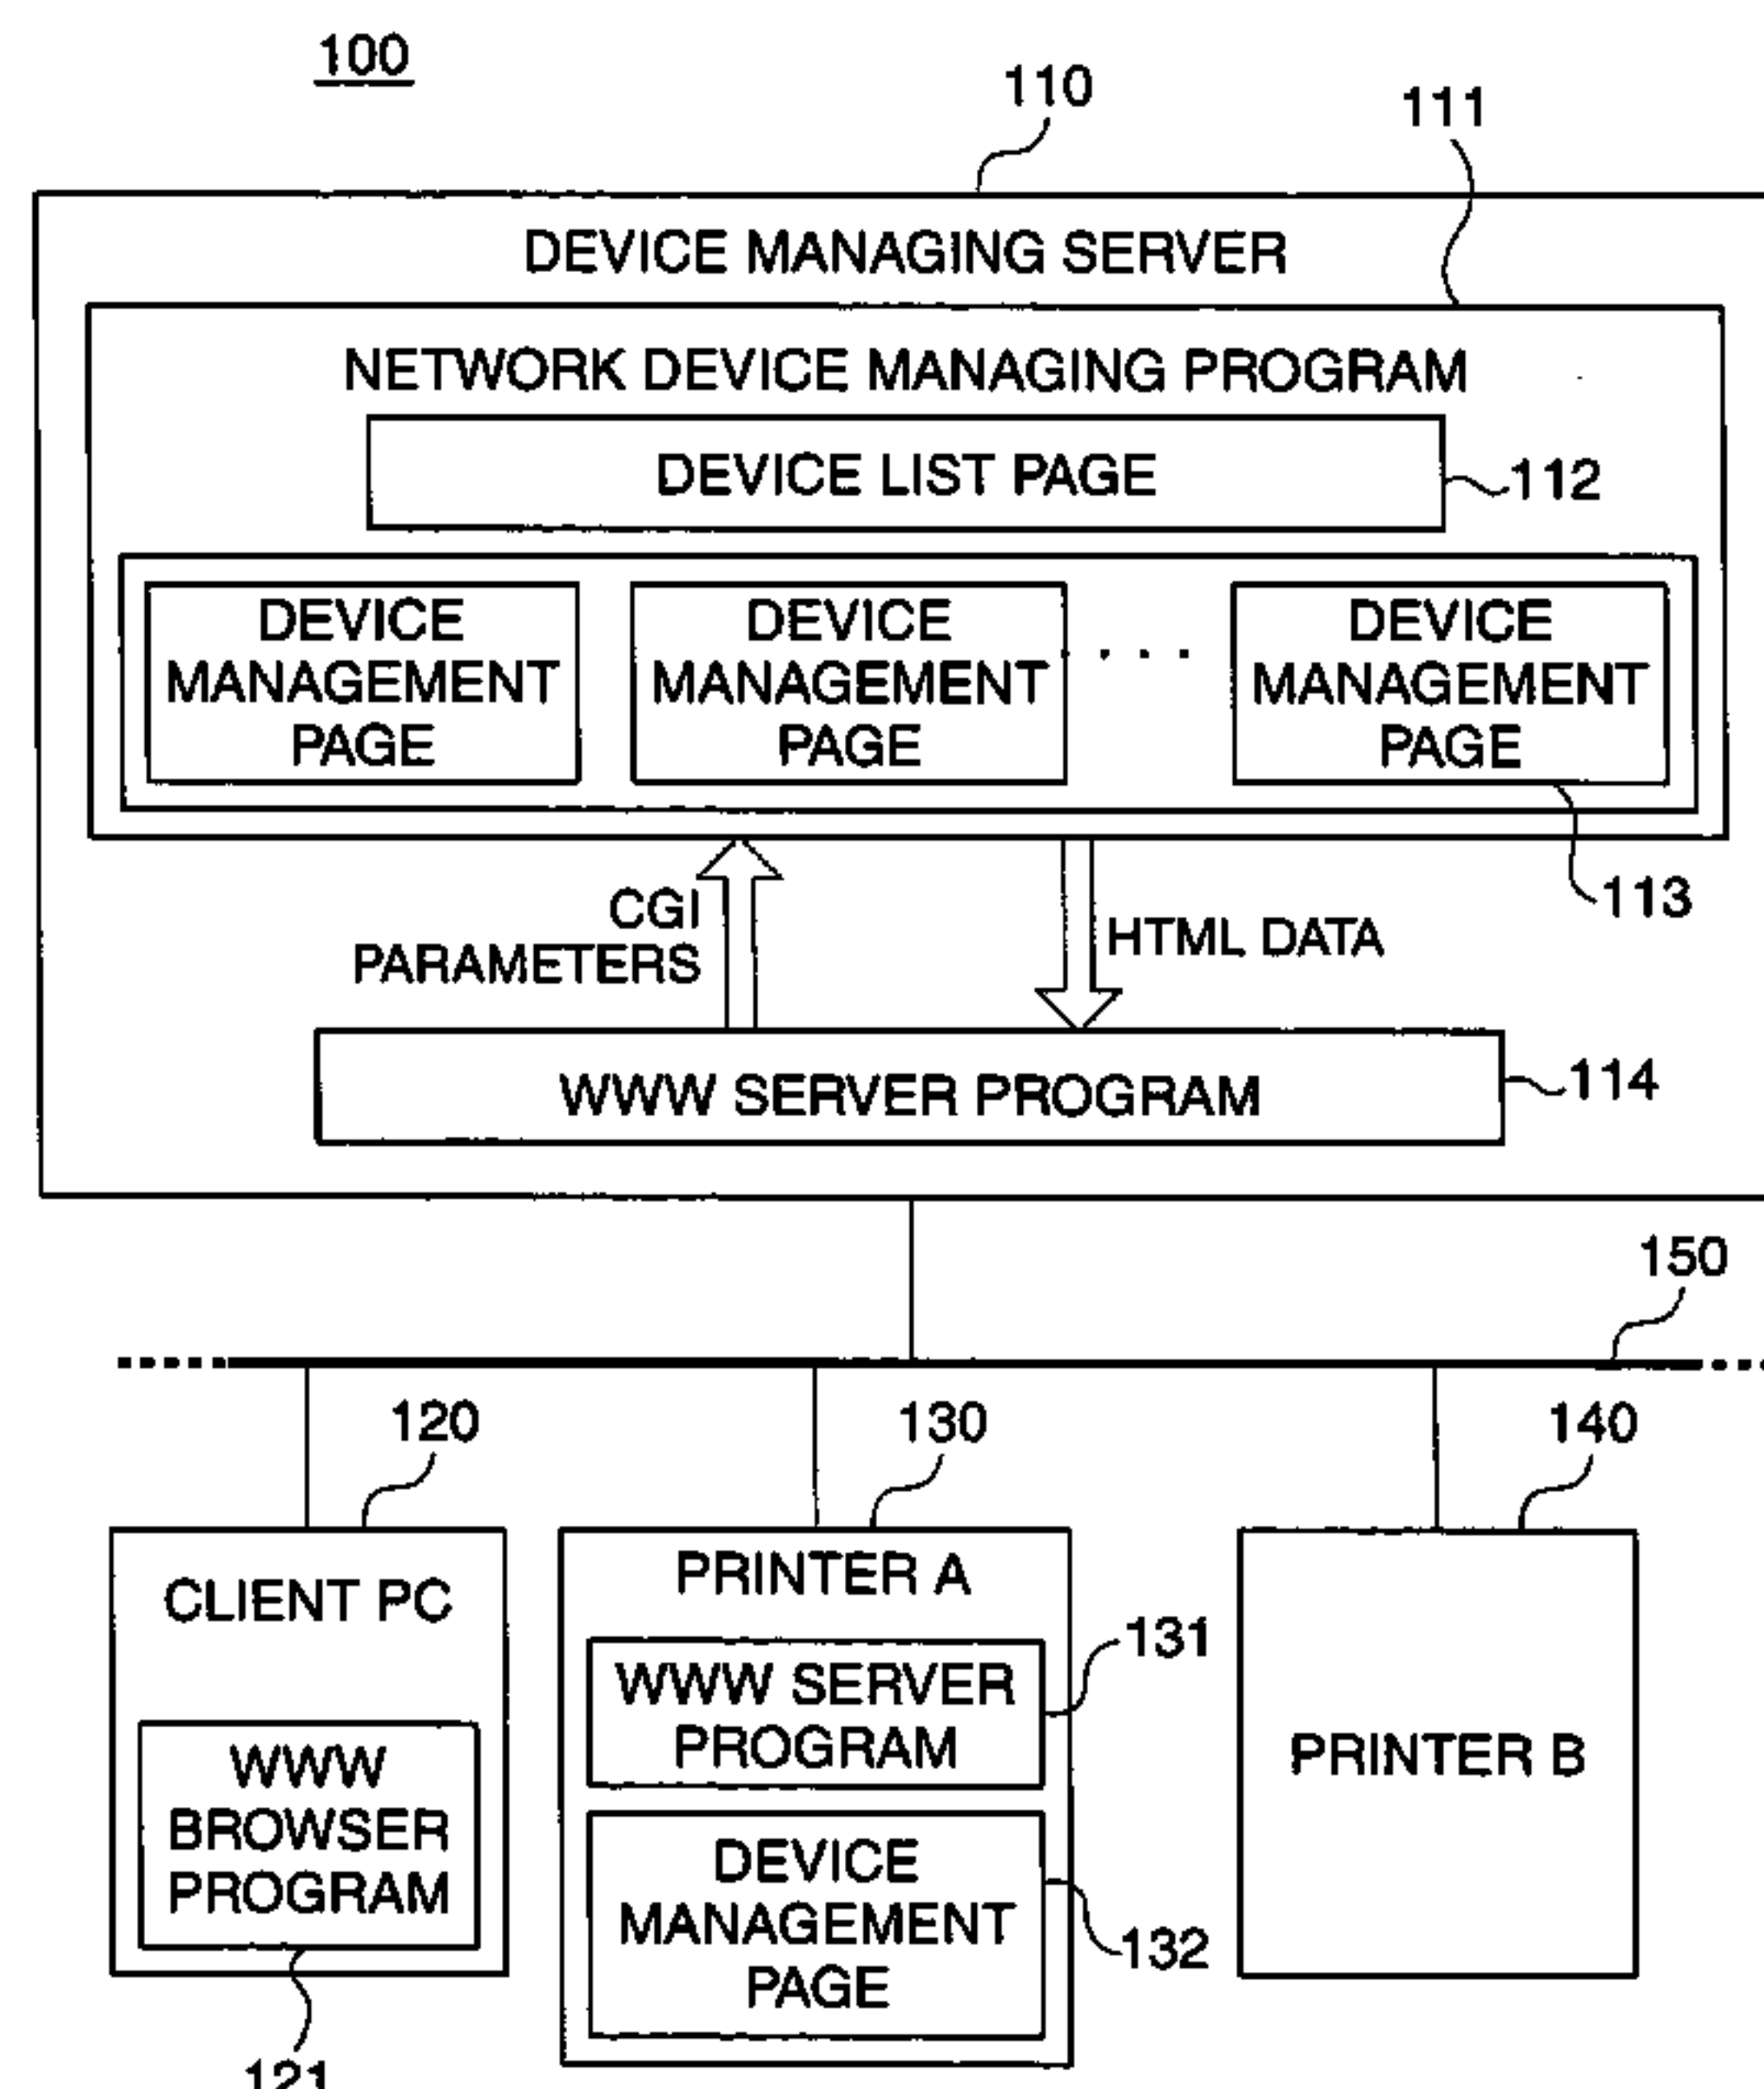 100
110
111
DEVICE MANAGING SERVER
NETWORK DEVICE MANAGING PROGRAM
DEVICE LIST PAGE
112
DEVICE
MANAGEMENT
PAGE
DEVICE
MANAGEMENT
PAGE
. . . .
DEVICE
MANAGEMENT
PAGE
113
CGI
PARAMETERS
HTML DATA
WWW SERVER PROGRAM
114
150
120
130
140
CLIENT PC
WWW
BROWSER
PROGRAM
121
PRINTER A
WWW SERVER
PROGRAM
131
DEVICE
MANAGEMENT
PAGE
132
PRINTER B